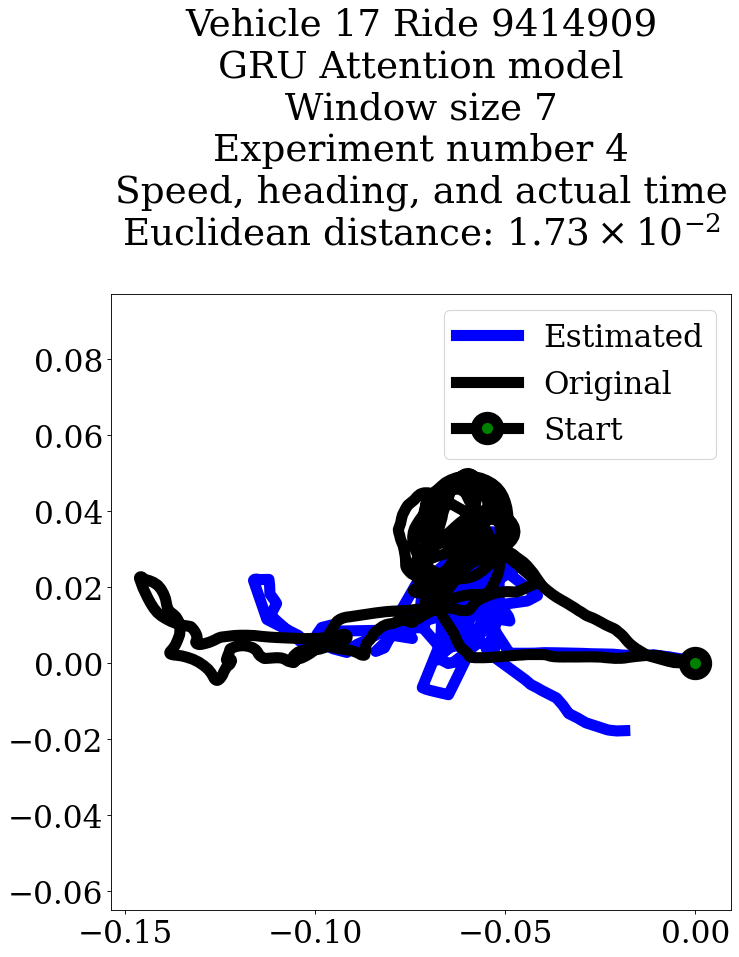 Vehicle 17 Ride 9414909
GRU Attention model
Window size 7
Experiment number 4
Speed, heading, and actual time
Euclidean distance: 1.73 × 10⁻²
Estimated
Original
Start
0.08
0.06
0.04
0.02
0.00
−0.02
−0.04
−0.06
−0.15
−0.10
−0.05
0.00